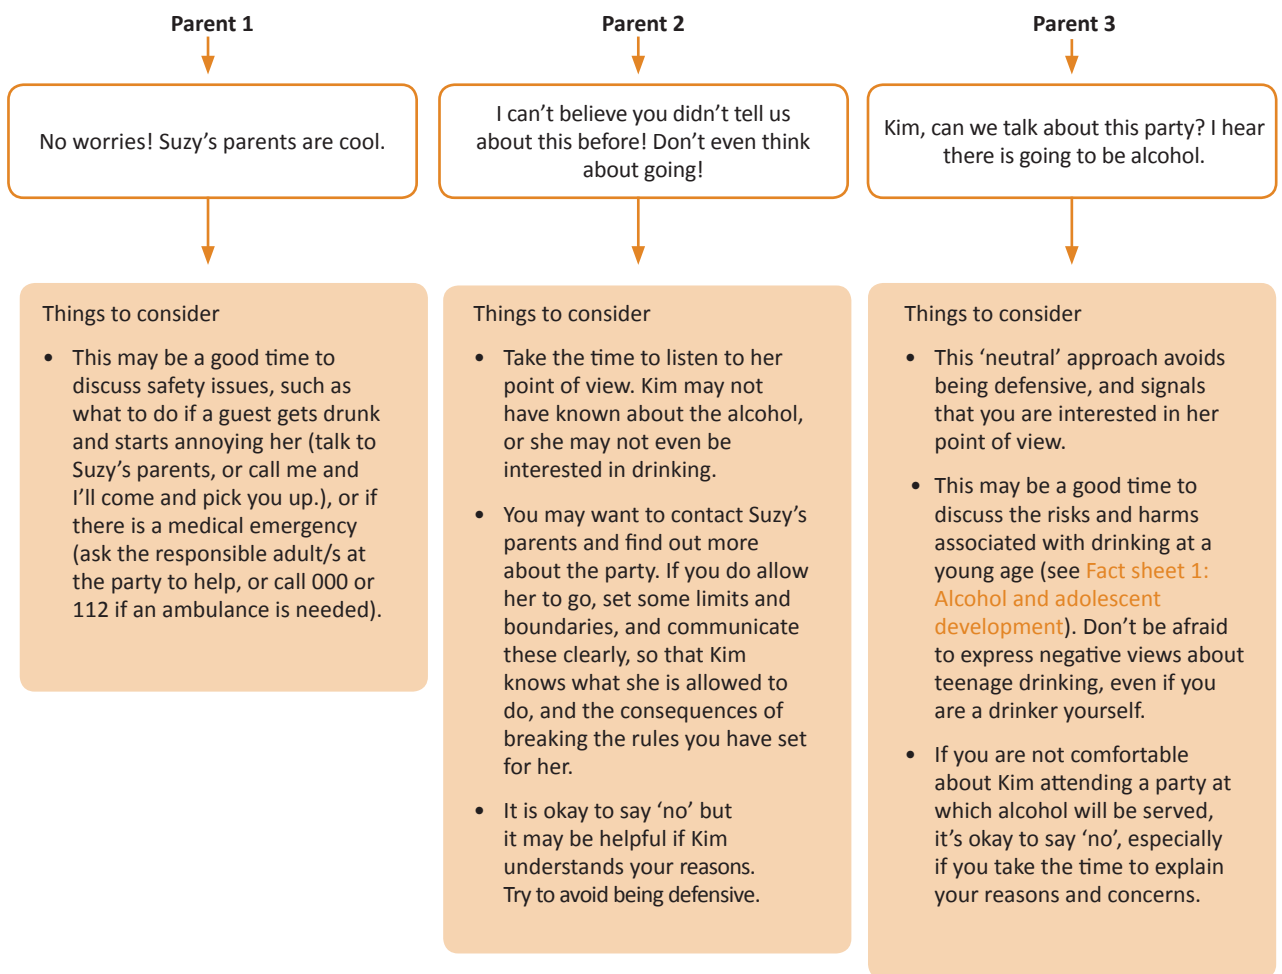 Parent 1
No worries! Suzy’s parents are cool.
Things to consider
• This may be a good time to
discuss safety issues, such as
what to do if a guest gets drunk
and starts annoying her (talk to
Suzy’s parents, or call me and
I’ll come and pick you up.), or if
there is a medical emergency
(ask the responsible adult/s at
the party to help, or call 000 or
112 if an ambulance is needed).
Parent 2
I can’t believe you didn’t tell us
about this before! Don’t even think
about going!
Things to consider
• Take the time to listen to her
point of view. Kim may not
have known about the alcohol,
or she may not even be
interested in drinking.
• You may want to contact Suzy’s
parents and find out more
about the party. If you do allow
her to go, set some limits and
boundaries, and communicate
these clearly, so that Kim
knows what she is allowed to
do, and the consequences of
breaking the rules you have set
for her.
• It is okay to say ‘no’ but
it may be helpful if Kim
understands your reasons.
Try to avoid being defensive.
Parent 3
Kim, can we talk about this party? I hear
there is going to be alcohol.
Things to consider
• This ‘neutral’ approach avoids
being defensive, and signals
that you are interested in her
point of view.
• This may be a good time to
discuss the risks and harms
associated with drinking at a
young age (see Fact sheet 1:
Alcohol and adolescent
development). Don’t be afraid
to express negative views about
teenage drinking, even if you
are a drinker yourself.
• If you are not comfortable
about Kim attending a party at
which alcohol will be served,
it’s okay to say ‘no’, especially
if you take the time to explain
your reasons and concerns.